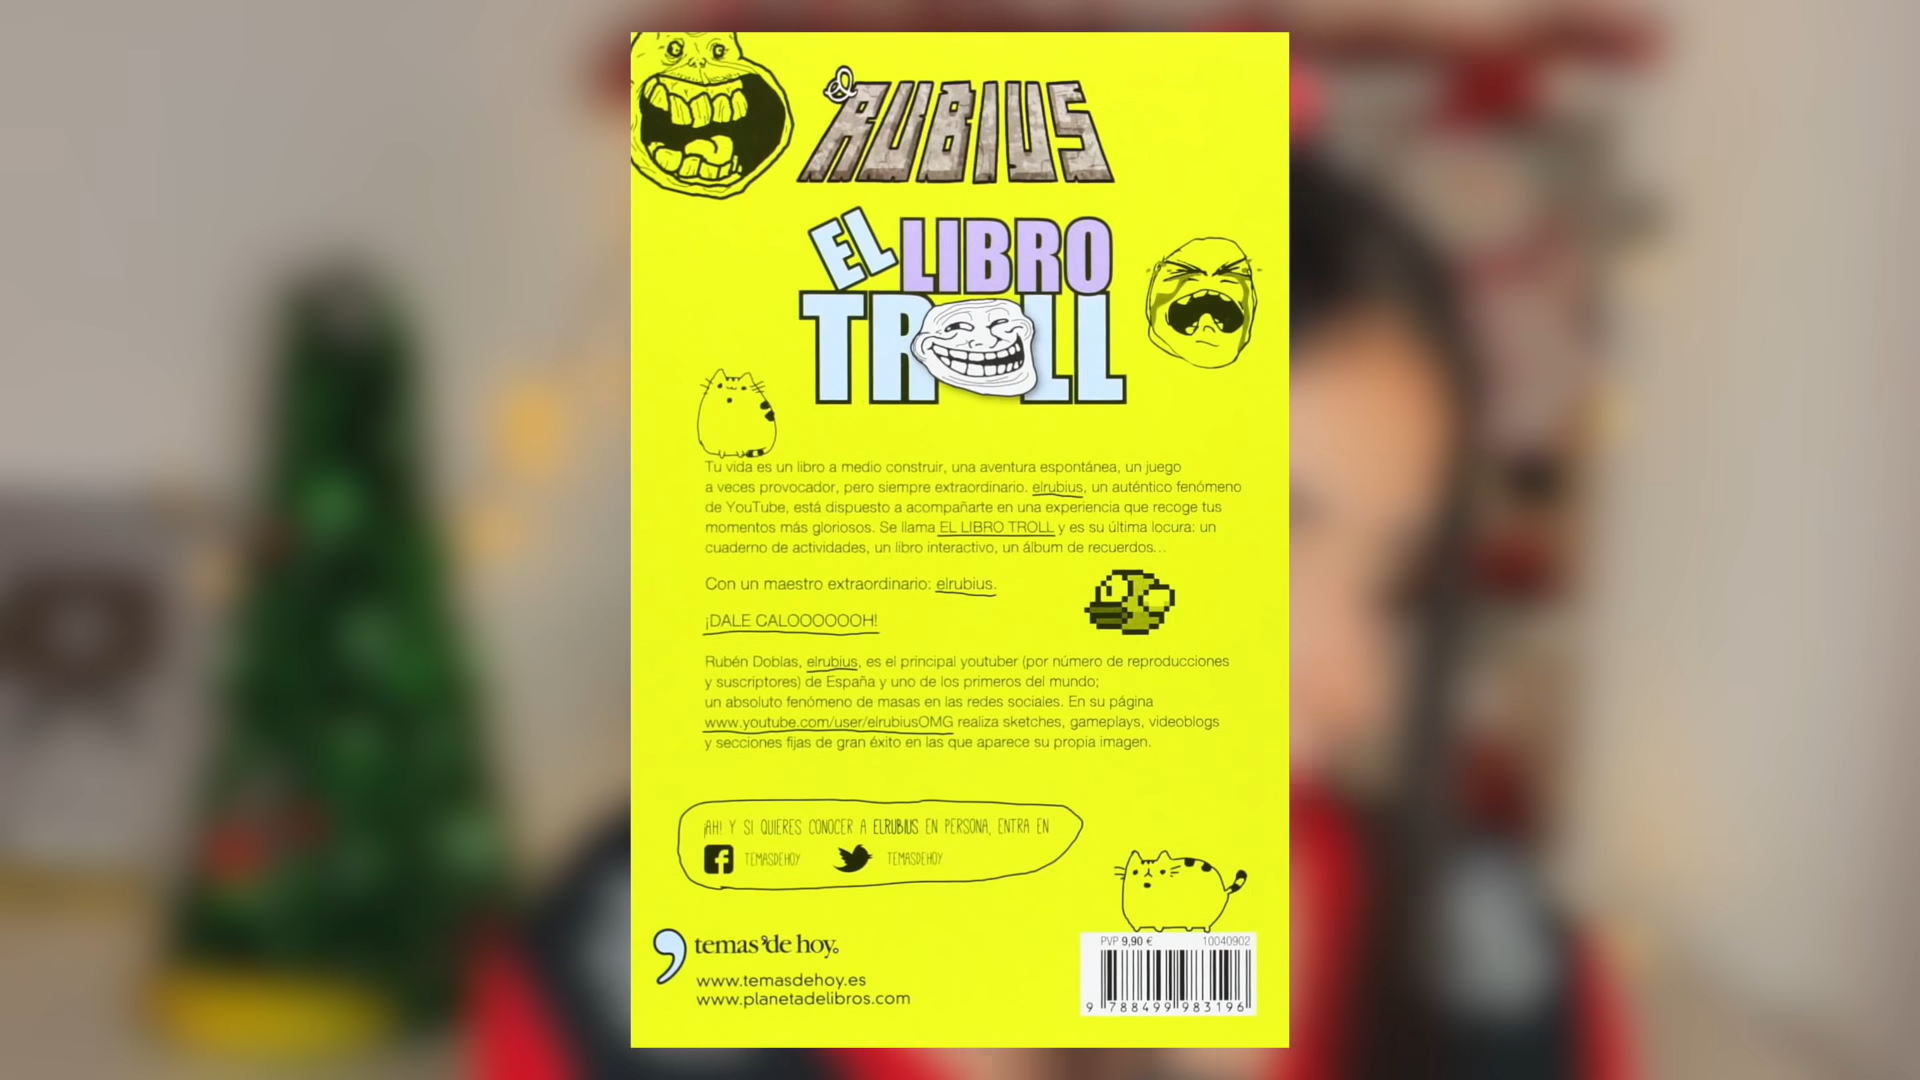 elRUBIUS
EL LIBRO
TROLL
Tu vida es un libro a medio construir, una aventura espontánea, un juego
a veces provocador, pero siempre extraordinario. elrubius, un auténtico fenómeno
de YouTube, está dispuesto a acompañarte en una experiencia que recoge tus
momentos más gloriosos. Se llama EL LIBRO TROLL y es su última locura: un
cuaderno de actividades, un libro interactivo, un álbum de recuerdos…
Con un maestro extraordinario: elrubius.
¡DALE CALOOOOOOH!
Rubén Doblas, elrubius, es el principal youtuber (por número de reproducciones
y suscriptores) de España y uno de los primeros del mundo;
un absoluto fenómeno de masas en las redes sociales. En su página
www.youtube.com/user/elrubiusOMG realiza sketches, gameplays, videoblogs
y secciones fijas de gran éxito en las que aparece su propia imagen.
¡AH! Y SI QUIERES CONOCER A ELRUBIUS EN PERSONA, ENTRA EN
TEMASDEHOY TEMASDEHOY
temas de hoy.
www.temasdehoy.es
www.planetadelibros.com
PVP 9,90 € 10040902
9 788499 983196